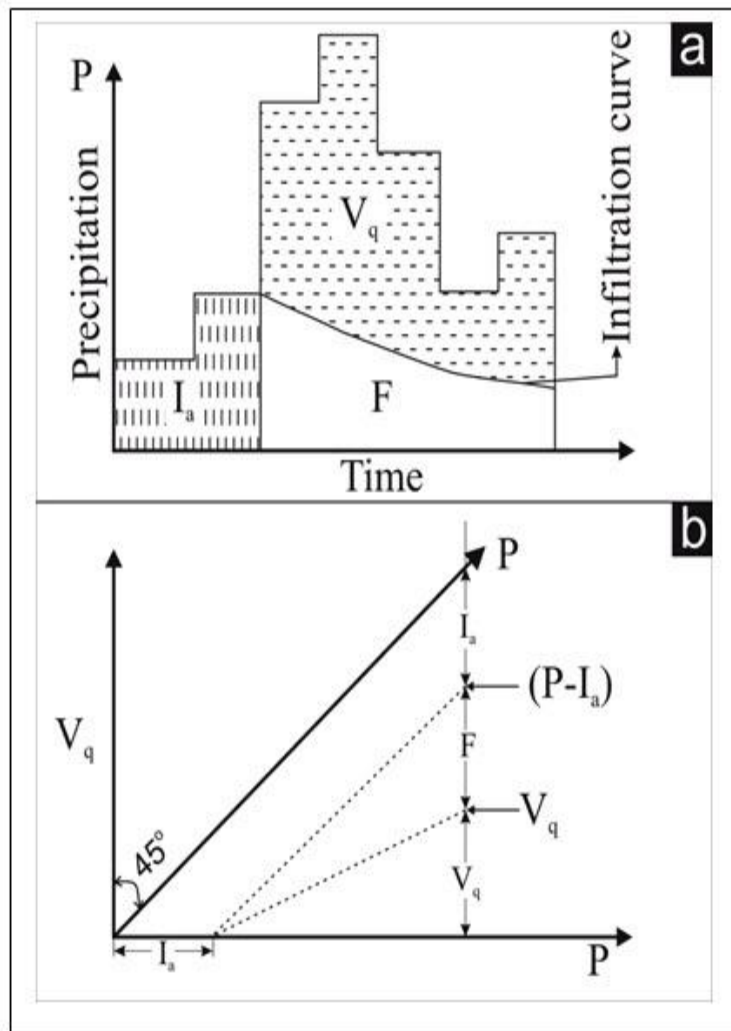 a
P
Precipitation
V_q
Infiltration curve
I_a
F
Time
b
P
I_a
(P-I_a)
V_q
F
V_q
45°
V_q
I_a
P